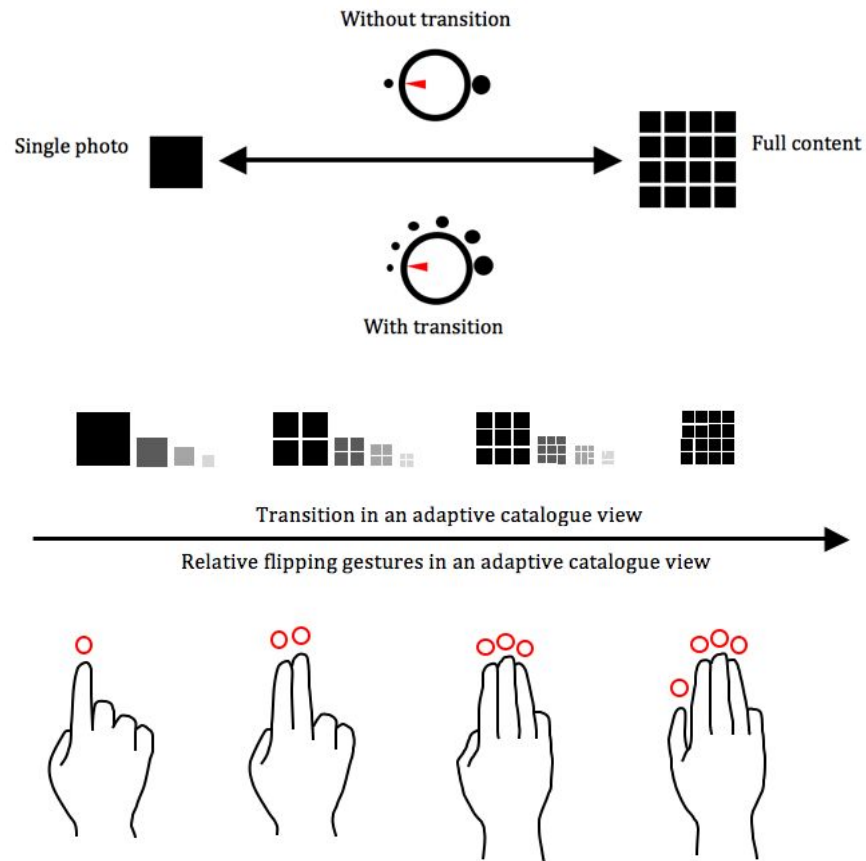 Without transition
Single photo
Full content
With transition
Transition in an adaptive catalogue view
Relative flipping gestures in an adaptive catalogue view